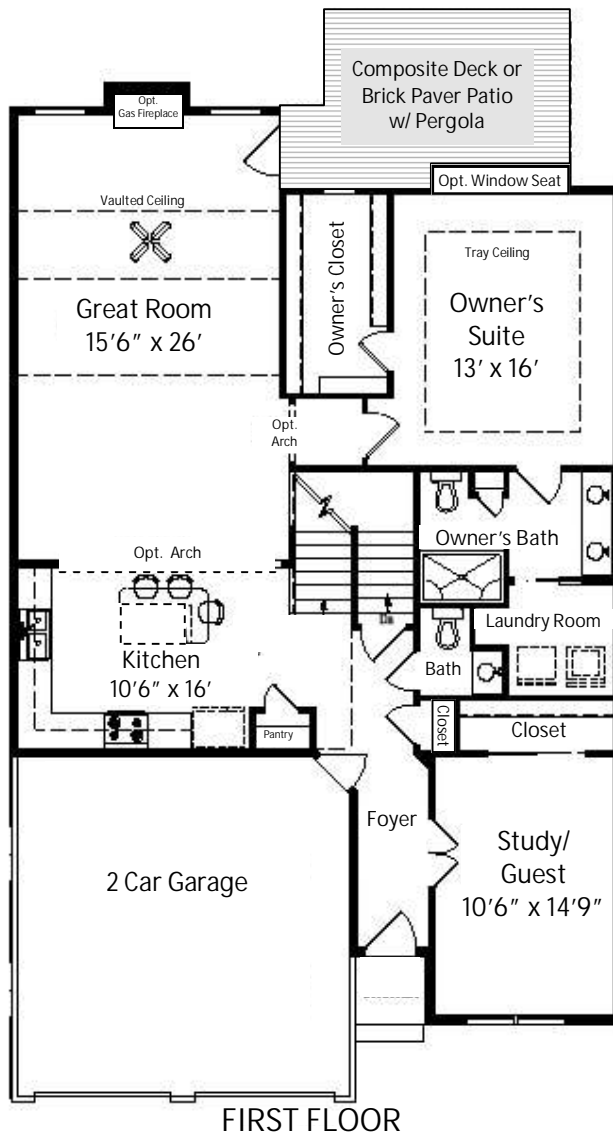 Composite Deck or
Brick Paver Patio
w/ Pergola
Opt.
Gas Fireplace
Opt. Window Seat
Vaulted Ceiling
Tray Ceiling
Owner's Closet
Great Room
15'6" x 26'
Owner's
Suite
13' x 16'
Opt.
Arch
Opt. Arch
Owner's Bath
Laundry Room
Kitchen
10'6" x 16'
Bath
Pantry
Closet
Closet
Foyer
Study/
Guest
10'6" x 14'9"
2 Car Garage
FIRST FLOOR